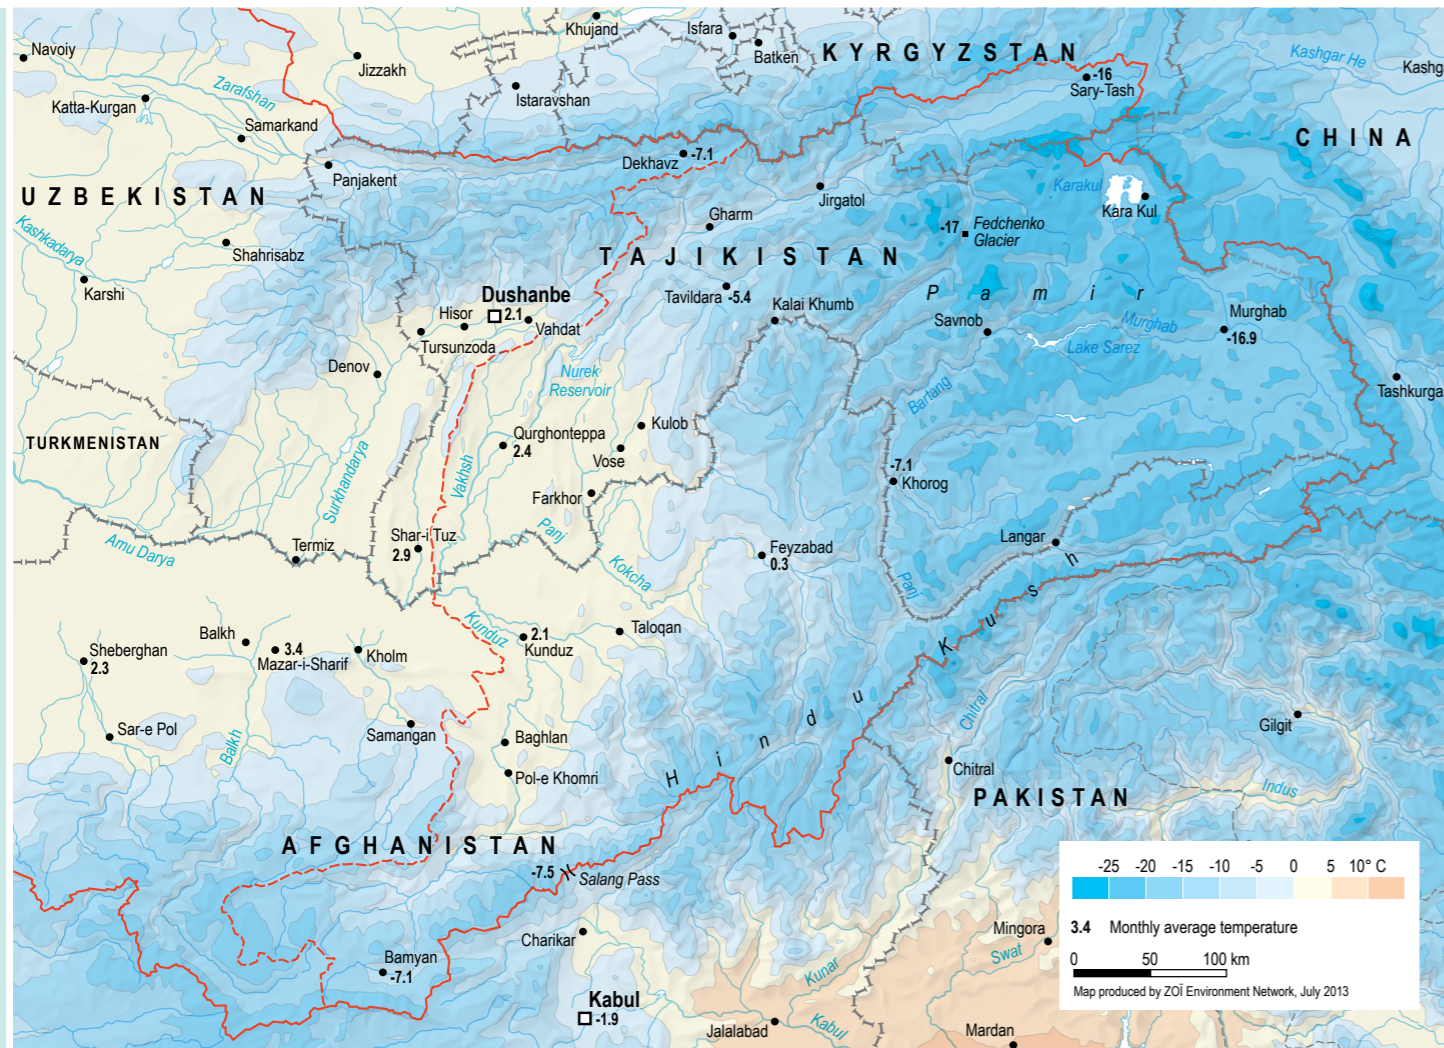 Khujand
Isfara
Batken
KYRGYZSTAN
Navoiy
Jizzakh
Istaravshan
-16
Sary-Tash
Kashgar He
Kashg
Katta-Kurgan
Zarafshan
Samarkand
CHINA
Dekhavz
-7.1
Panjakent
UZBEKISTAN
Jirgatol
Karakul
Kara Kul
Gharm
-17
Fedchenko
Glacier
Kashkadarya
Shahrisabz
TAJIKISTAN
Karshi
Tavildara
-5.4
Kalai Khumb
Pamir
Dushanbe
2.1
Hisor
Vahdat
Tursunzoda
Savnob
Murghab
Murghab
-16.9
Lake Sarez
Denov
Nurek
Reservoir
Bartang
Tashkurga
TURKMENISTAN
Kulob
Qurghonteppa
2.4
Vose
Surkhandarya
Vakhsh
-7.1
Khorog
Farkhor
Amu Darya
Termiz
Shar-i Tuz
2.9
Panj
Kokcha
Feyzabad
0.3
Langar
Panj
Hindu Kush
Kunduz
2.1
Kunduz
Taloqan
Balkh
3.4
Mazar-i-Sharif
Kholm
Sheberghan
2.3
Sar-e Pol
Balkh
Samangan
Baghlan
Pol-e Khomri
Chitral
Chitral
Gilgit
Indus
PAKISTAN
AFGHANISTAN
-7.5
Salang Pass
Charikar
Bamyan
-7.1
Kabul
-1.9
Jalalabad
Kunar
Kabul
Mingora
Swat
Mardan
-25 -20 -15 -10 -5 0 5 10° C
3.4 Monthly average temperature
0 50 100 km
Map produced by ZOÏ Environment Network, July 2013